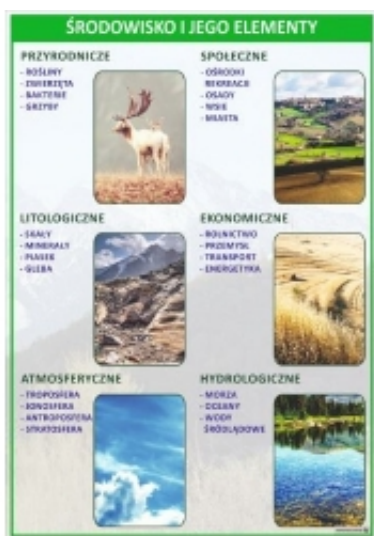 ŚRODOWISKO I JEGO ELEMENTY
PRZYRODNICZE
- ROŚLINY
- ZWIERZĘTA
- BAKTERIE
- GRZYBY
SPOŁECZNE
- OŚRODKI
REKREACJI
- OSADY
- WSIE
- MIASTA
LITOLOGICZNE
- SKAŁY
- MINERAŁY
- PIASEK
- GLEBA
EKONOMICZNE
- ROLNICTWO
- PRZEMYSŁ
- TRANSPORT
- ENERGETYKA
ATMOSFERYCZNE
- TROPOSFERA
- JONOSFERA
- ANTROPOSFERA
- STRATOSFERA
HYDROLOGICZNE
- MORZA
- OCEANY
- WODY
ŚRÓDLĄDOWE